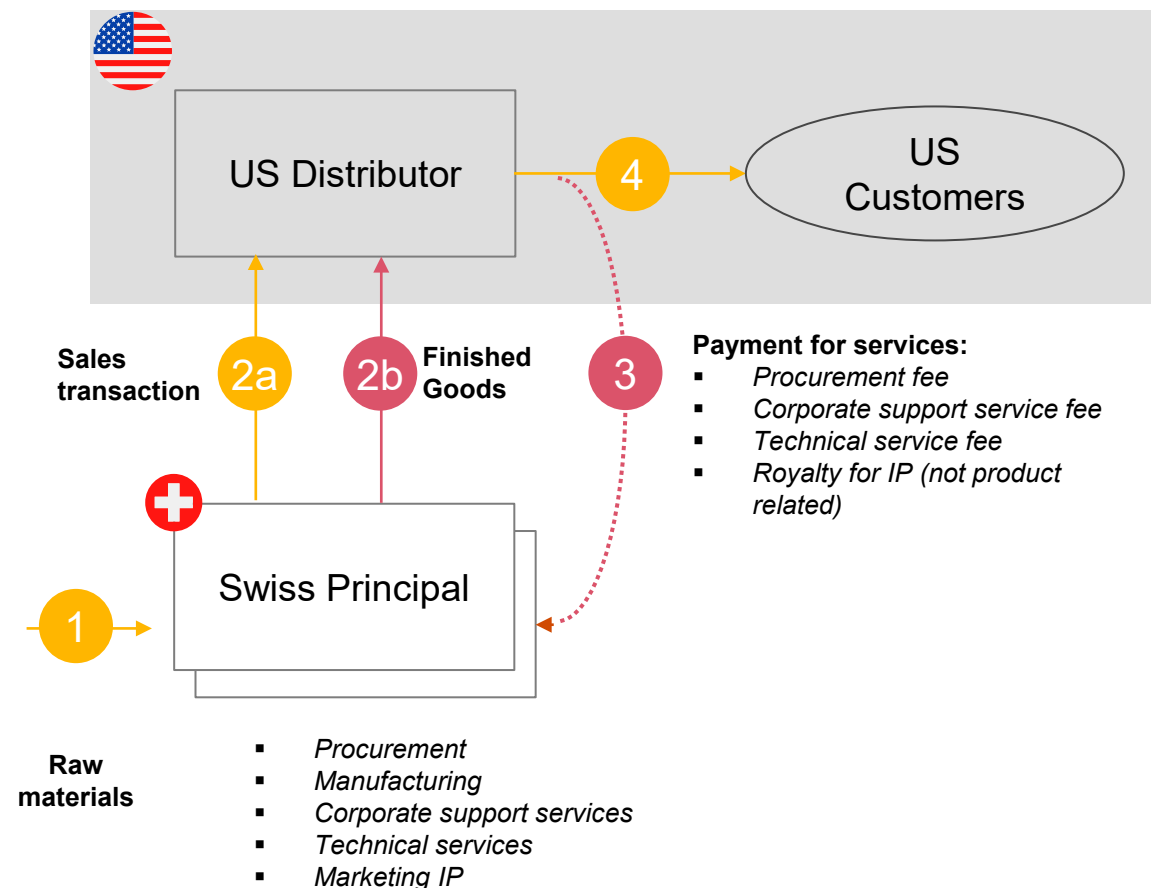 US Distributor
4
US
Customers
Sales
transaction
2a
2b
Finished
Goods
3
Payment for services:
▪ Procurement fee
▪ Corporate support service fee
▪ Technical service fee
▪ Royalty for IP (not product
related)
Swiss Principal
1
Raw
materials
▪ Procurement
▪ Manufacturing
▪ Corporate support services
▪ Technical services
▪ Marketing IP